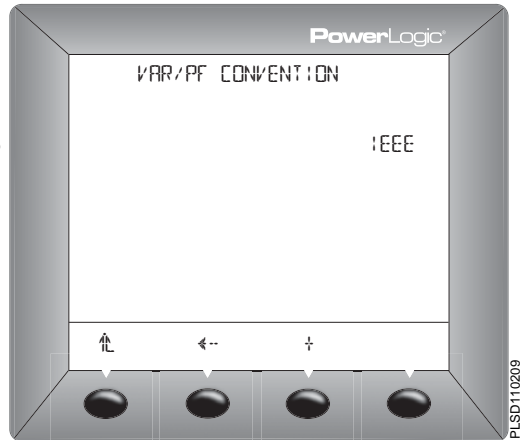 PowerLogic®
VAR/PF CONVENTION
IEEE
<--
+
PLSD110209